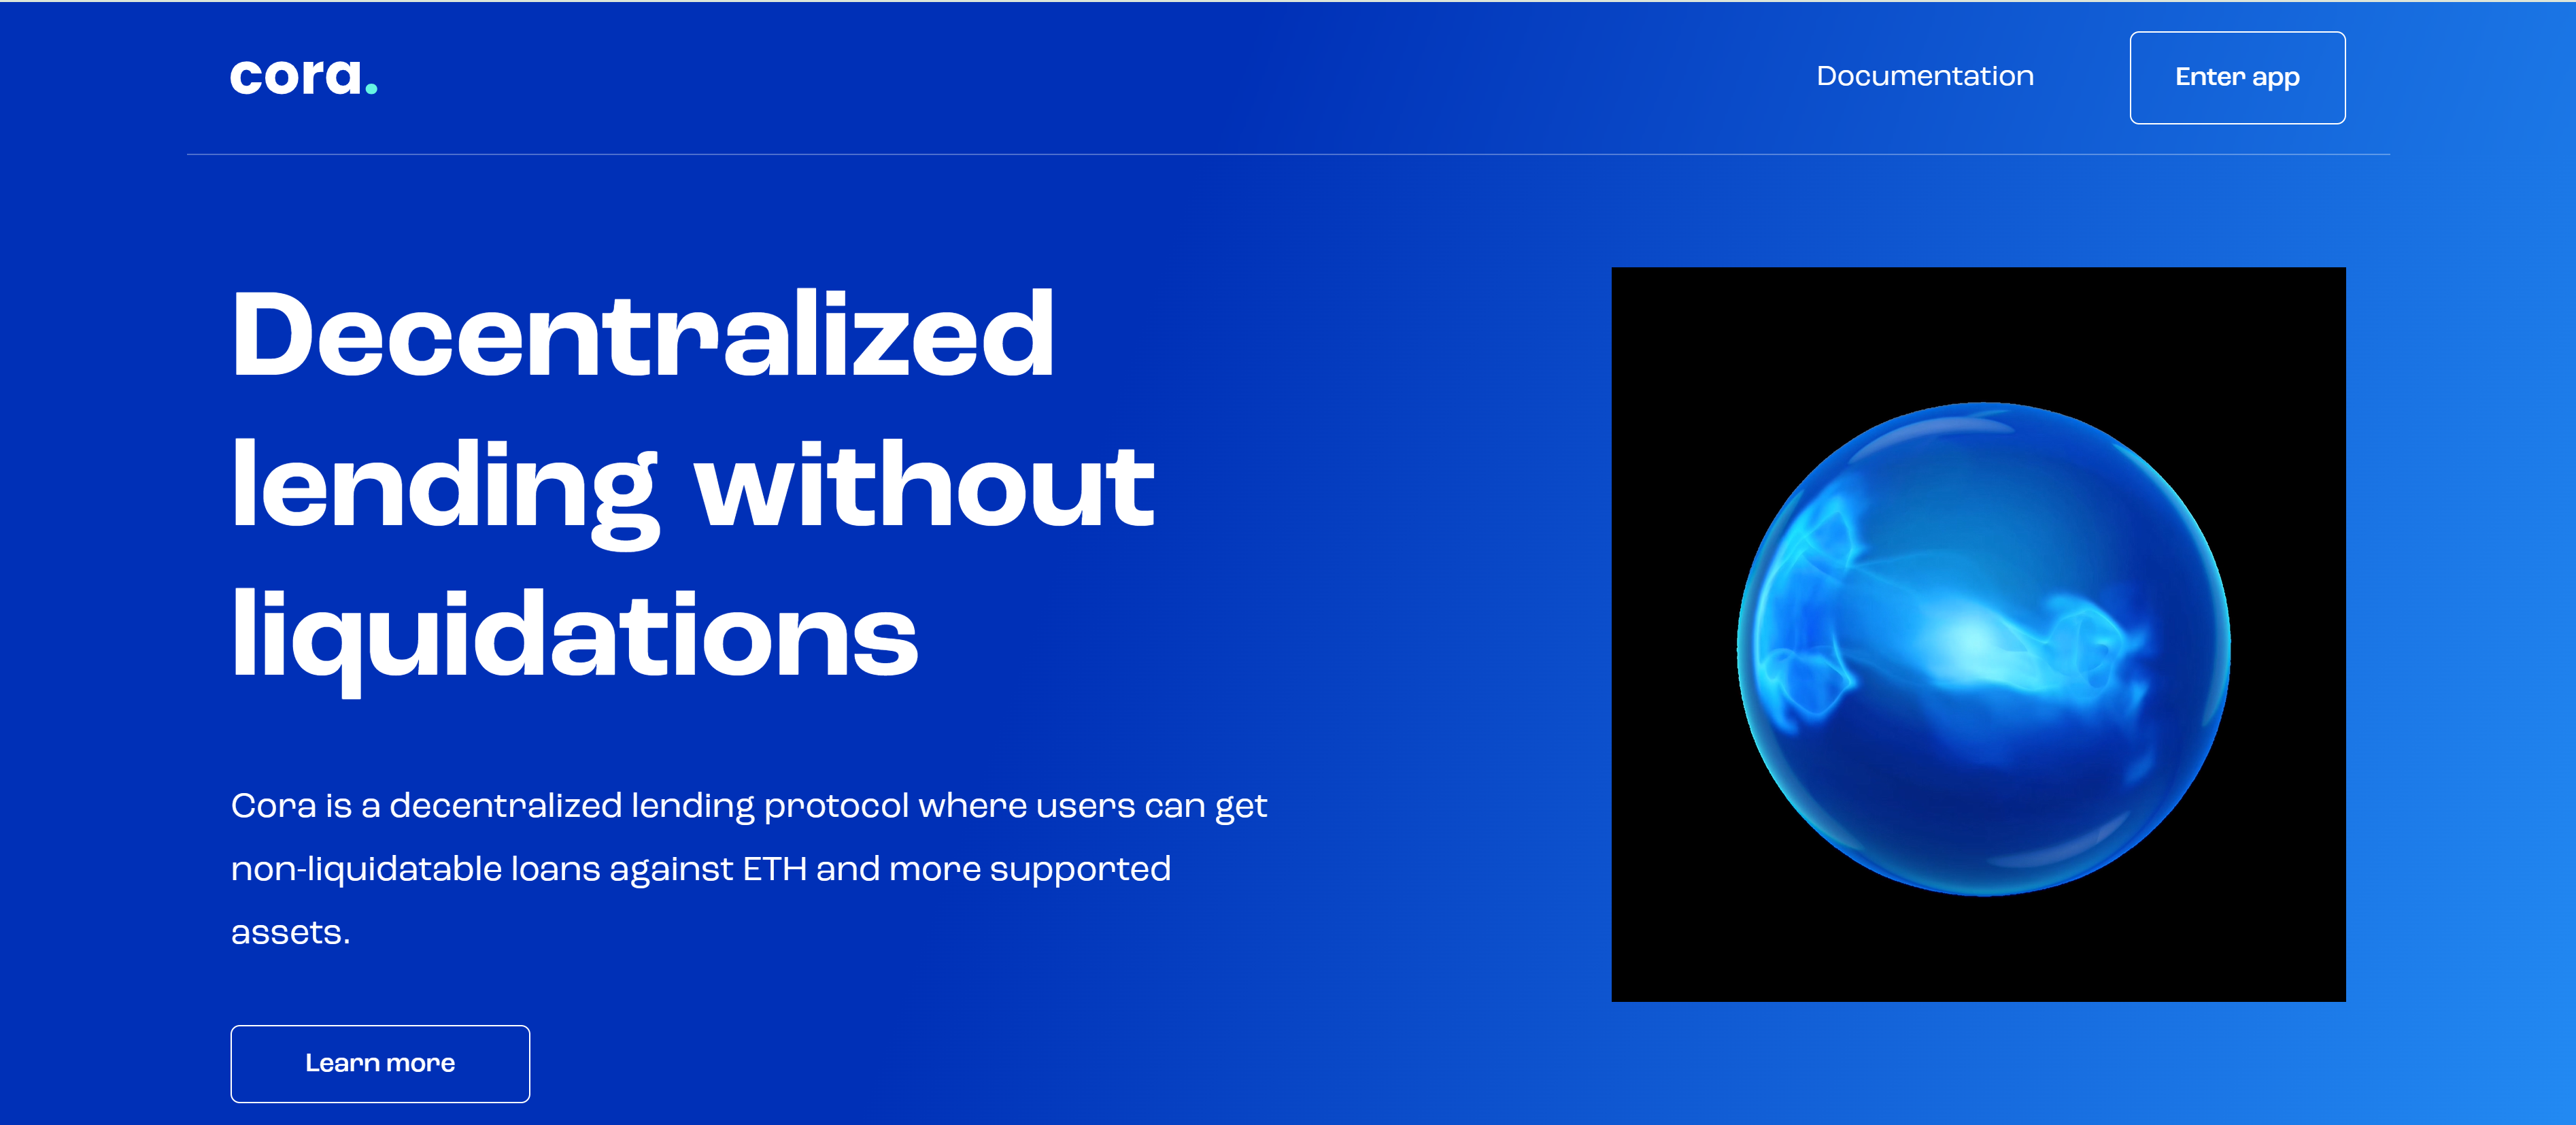 cora.
Documentation
Enter app
Decentralized
lending without
liquidations
Cora is a decentralized lending protocol where users can get
non-liquidatable loans against ETH and more supported
assets.
Learn more